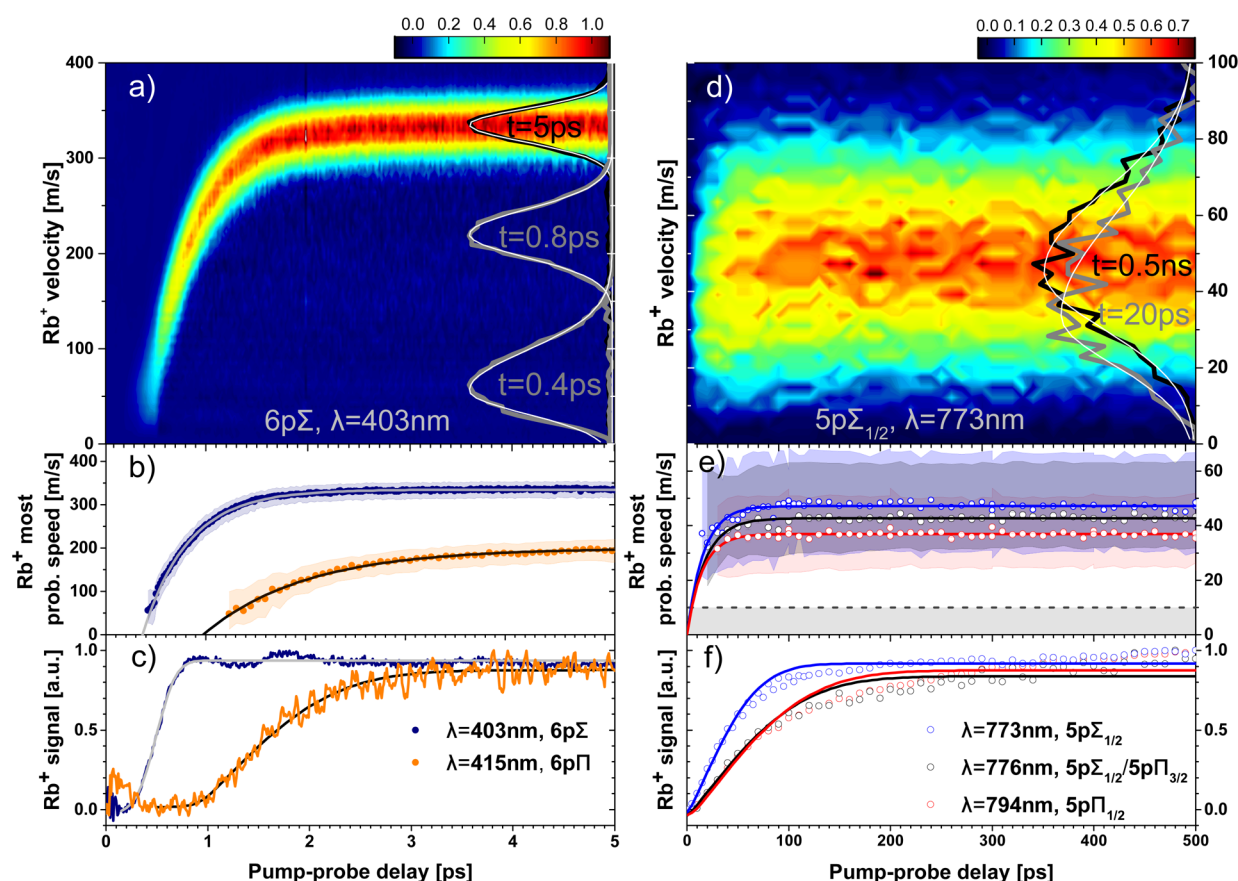 0.0 0.2 0.4 0.6 0.8 1.0
0.0 0.1 0.2 0.3 0.4 0.5 0.6 0.7
a)
400
300
200
100
0
Rb⁺ velocity [m/s]
t=5ps
t=0.8ps
t=0.4ps
6pΣ, λ=403nm
d)
100
80
60
40
20
0
Rb⁺ velocity [m/s]
t=0.5ns
t=20ps
5pΣ1/2, λ=773nm
b)
400
300
200
100
0
Rb⁺ most
prob. speed [m/s]
e)
60
40
20
0
Rb⁺ most
prob. speed [m/s]
c)
1.0
0.5
0.0
Rb⁺ signal [a.u.]
λ=403nm, 6pΣ
λ=415nm, 6pΠ
0 1 2 3 4 5
Pump-probe delay [ps]
f)
1.0
0.5
0.0
Rb⁺ signal [a.u.]
λ=773nm, 5pΣ1/2
λ=776nm, 5pΣ1/2/5pΠ3/2
λ=794nm, 5pΠ1/2
0 100 200 300 400 500
Pump-probe delay [ps]